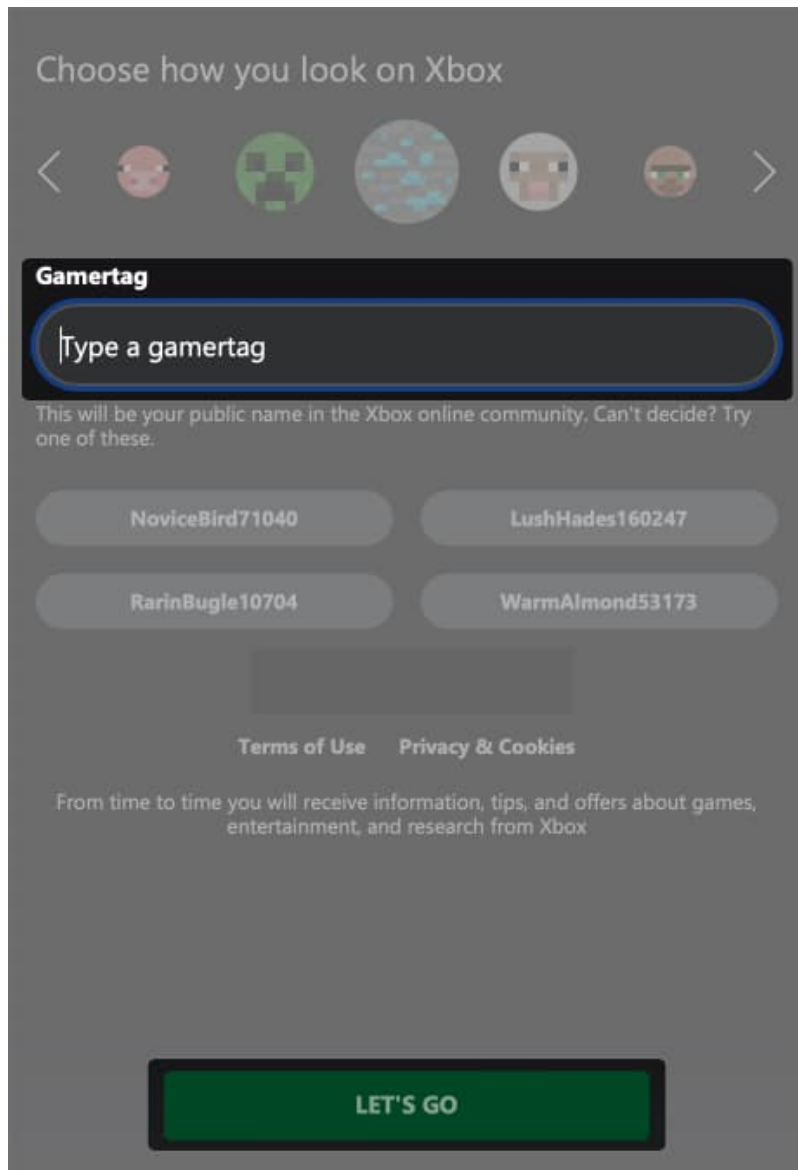 Choose how you look on Xbox
Gamertag
Type a gamertag
This will be your public name in the Xbox online community. Can't decide? Try
one of these.
NoviceBird71040
LushHades160247
RarinBugle10704
WarmAlmond53173
Terms of Use
Privacy & Cookies
From time to time you will receive information, tips, and offers about games,
entertainment, and research from Xbox
LET'S GO